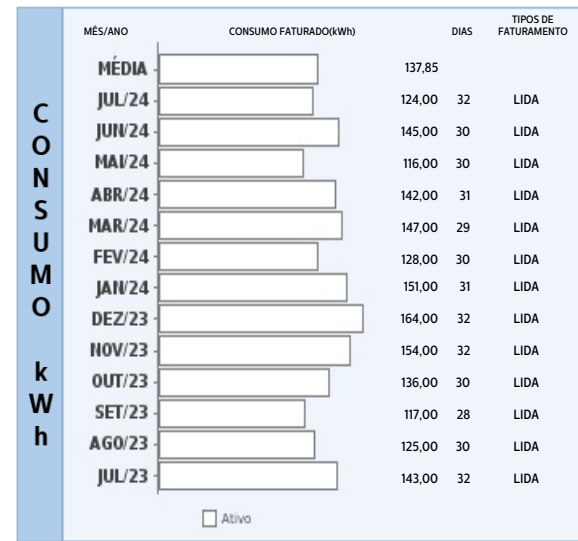 MÊS/ANO CONSUMO FATURADO(kWh) DIAS TIPOS DE FATURAMENTO
MÉDIA 137,85
JUL/24 124,00 32 LIDA
JUN/24 145,00 30 LIDA
MAI/24 116,00 30 LIDA
ABR/24 142,00 31 LIDA
MAR/24 147,00 29 LIDA
FEV/24 128,00 30 LIDA
JAN/24 151,00 31 LIDA
DEZ/23 164,00 32 LIDA
NOV/23 154,00 32 LIDA
OUT/23 136,00 30 LIDA
SET/23 117,00 28 LIDA
AGO/23 125,00 30 LIDA
JUL/23 143,00 32 LIDA
Ativo
CONSUMO kWh